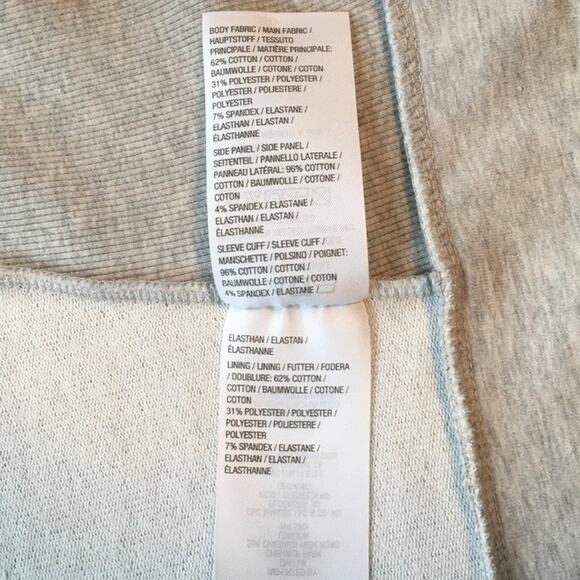 BODY FABRIC / MAIN FABRIC /
HAUPTSTOFF / TESSUTO
PRINCIPALE / MATIÈRE PRINCIPALE:
62% COTTON / COTTON /
BAUMWOLLE / COTONE / COTON
31% POLYESTER / POLYESTER /
POLYESTER / POLIESTERE /
POLYESTER
7% SPANDEX / ELASTANE /
ELASTHAN / ELASTAN /
ÉLASTHANNE
SIDE PANEL / SIDE PANEL /
SEITENTEIL / PANNELLO LATERALE /
PANNEAU LATÉRAL: 96% COTTON /
COTTON / BAUMWOLLE / COTONE /
COTON
4% SPANDEX / ELASTANE /
ELASTHAN / ELASTAN /
ÉLASTHANNE
SLEEVE CUFF / SLEEVE CUFF /
MANSCHETTE / POLSINO / POIGNET:
96% COTTON / COTTON /
BAUMWOLLE / COTONE / COTON
4% SPANDEX / ELASTANE /
ELASTHAN / ELASTAN /
ÉLASTHANNE
LINING / LINING / FUTTER / FODERA
/ DOUBLURE: 62% COTTON /
COTTON / BAUMWOLLE / COTONE /
COTON
31% POLYESTER / POLYESTER /
POLYESTER / POLIESTERE /
POLYESTER
7% SPANDEX / ELASTANE /
ELASTHAN / ELASTAN /
ÉLASTHANNE